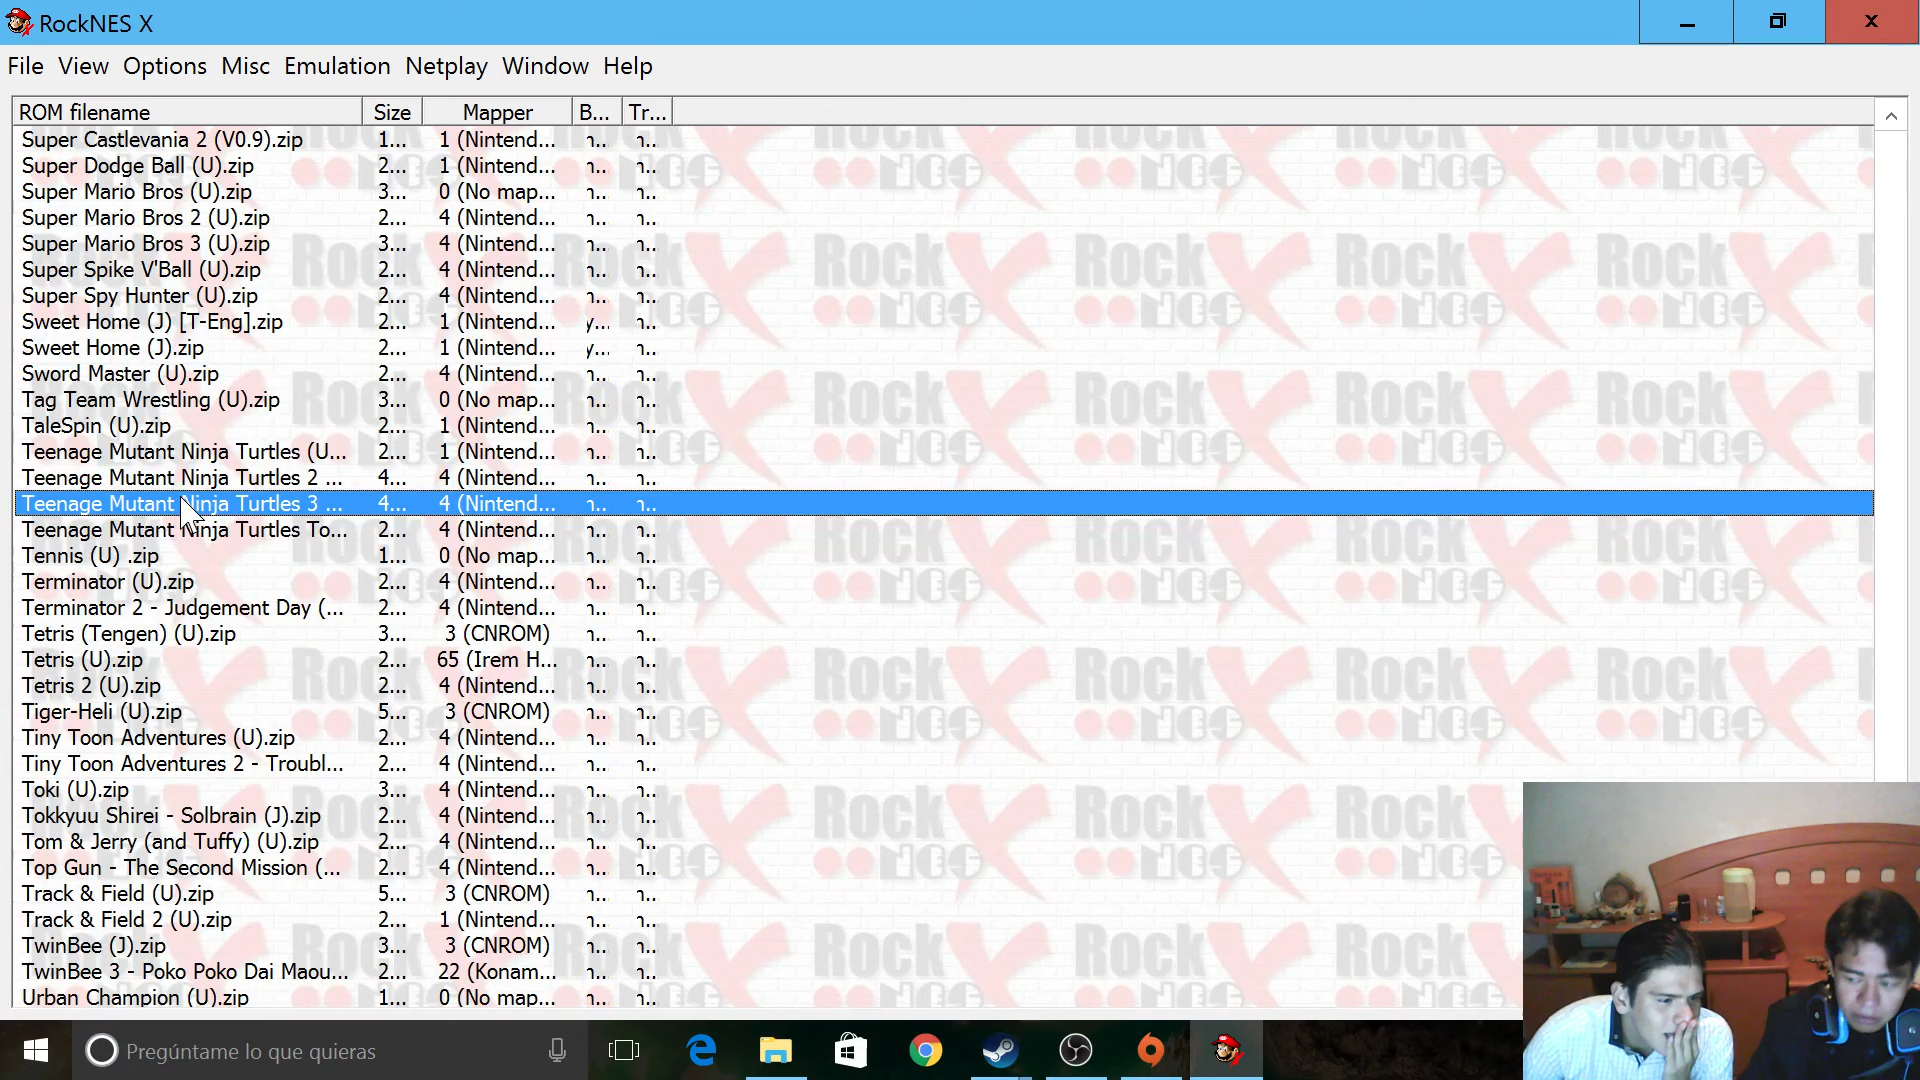 RockNES X
File View Options Misc Emulation Netplay Window Help
ROM filename Size Mapper B... Tr...
Super Castlevania 2 (V0.9).zip 1... 1 (Nintend...
Super Dodge Ball (U).zip 2... 1 (Nintend...
Super Mario Bros (U).zip 3... 0 (No map...
Super Mario Bros 2 (U).zip 2... 4 (Nintend...
Super Mario Bros 3 (U).zip 3... 4 (Nintend...
Super Spike V'Ball (U).zip 2... 4 (Nintend...
Super Spy Hunter (U).zip 2... 4 (Nintend...
Sweet Home (J) [T-Eng].zip 2... 1 (Nintend... y...
Sweet Home (J).zip 2... 1 (Nintend... y...
Sword Master (U).zip 2... 4 (Nintend...
Tag Team Wrestling (U).zip 3... 0 (No map...
TaleSpin (U).zip 2... 1 (Nintend...
Teenage Mutant Ninja Turtles (U... 2... 1 (Nintend...
Teenage Mutant Ninja Turtles 2 ... 4... 4 (Nintend...
Teenage Mutant Ninja Turtles 3 ... 4... 4 (Nintend...
Teenage Mutant Ninja Turtles To... 2... 4 (Nintend...
Tennis (U) .zip 1... 0 (No map...
Terminator (U).zip 2... 4 (Nintend...
Terminator 2 - Judgement Day (... 2... 4 (Nintend...
Tetris (Tengen) (U).zip 3... 3 (CNROM)
Tetris (U).zip 2... 65 (Irem H...
Tetris 2 (U).zip 2... 4 (Nintend...
Tiger-Heli (U).zip 5... 3 (CNROM)
Tiny Toon Adventures (U).zip 2... 4 (Nintend...
Tiny Toon Adventures 2 - Troubl... 2... 4 (Nintend...
Toki (U).zip 3... 4 (Nintend...
Tokkyuu Shirei - Solbrain (J).zip 2... 4 (Nintend...
Tom & Jerry (and Tuffy) (U).zip 2... 4 (Nintend...
Top Gun - The Second Mission (... 2... 4 (Nintend...
Track & Field (U).zip 5... 3 (CNROM)
Track & Field 2 (U).zip 2... 1 (Nintend...
TwinBee (J).zip 3... 3 (CNROM)
TwinBee 3 - Poko Poko Dai Maou... 2... 22 (Konam...
Urban Champion (U).zip 1... 0 (No map...
Pregúntame lo que quieras